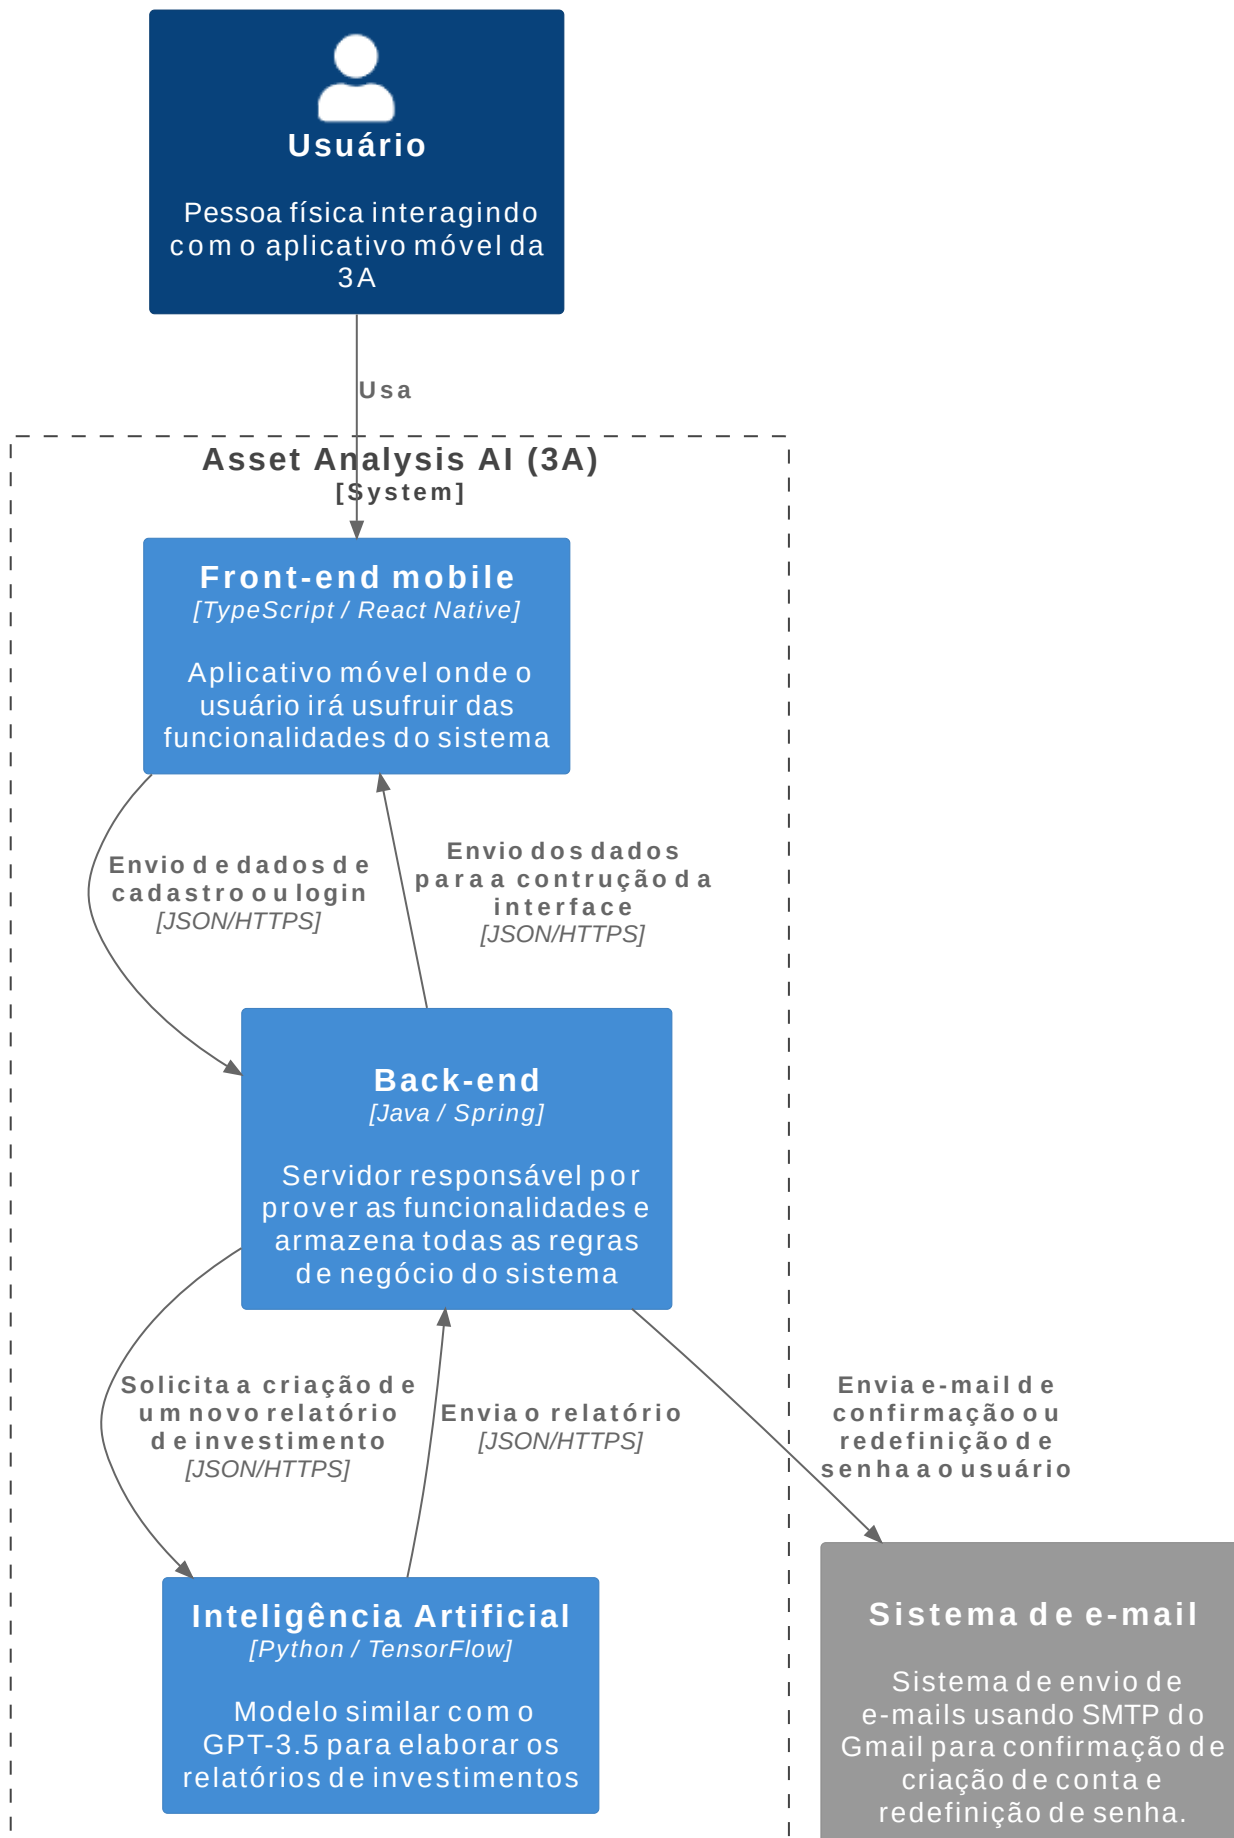 Usuário
Pessoa física interagindo
com o aplicativo móvel da
3A
Usa
Asset Analysis AI (3A)
[System]
Front-end mobile
[TypeScript / React Native]
Aplicativo móvel onde o
usuário irá usufruir das
funcionalidades do sistema
Envio de dados de
cadastro ou login
[JSON/HTTPS]
Envio dos dados
para a contrução da
interface
[JSON/HTTPS]
Back-end
[Java / Spring]
Servidor responsável por
prover as funcionalidades e
armazena todas as regras
de negócio do sistema
Solicita a criação de
um novo relatório
de investimento
[JSON/HTTPS]
Envia o relatório
[JSON/HTTPS]
Envia e-mail de
confirmação ou
redefinição de
senha ao usuário
Inteligência Artificial
[Python / TensorFlow]
Modelo similar com o
GPT-3.5 para elaborar os
relatórios de investimentos
Sistema de e-mail
Sistema de envio de
e-mails usando SMTP do
Gmail para confirmação de
criação de conta e
redefinição de senha.